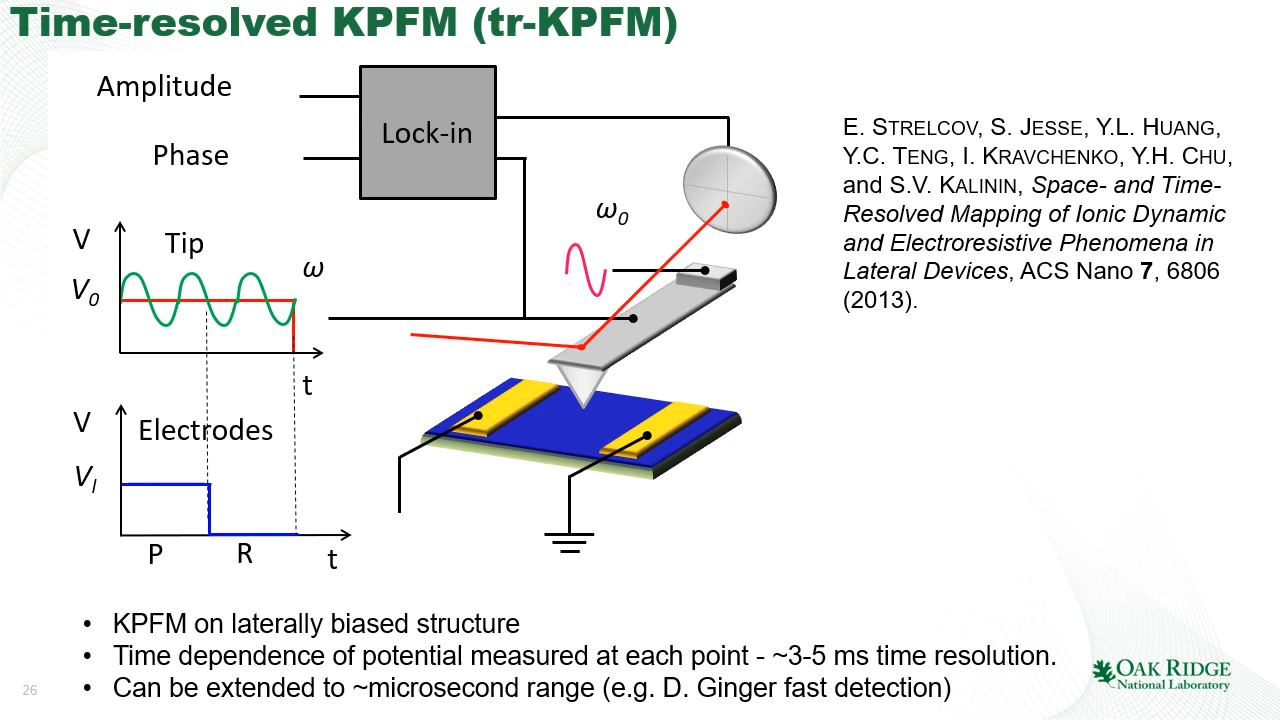 Time-resolved KPFM (tr-KPFM)
Amplitude
Phase
Lock-in
ω0
V
Tip
V0
ω
t
V
Electrodes
Vl
P
R
t
E. STRELCOV, S. JESSE, Y.L. HUANG,
Y.C. TENG, I. KRAVCHENKO, Y.H. CHU,
and S.V. KALININ, Space- and Time-
Resolved Mapping of Ionic Dynamic
and Electroresistive Phenomena in
Lateral Devices, ACS Nano 7, 6806
(2013).
• KPFM on laterally biased structure
• Time dependence of potential measured at each point - ~3-5 ms time resolution.
• Can be extended to ~microsecond range (e.g. D. Ginger fast detection)
26
OAK RIDGE
National Laboratory